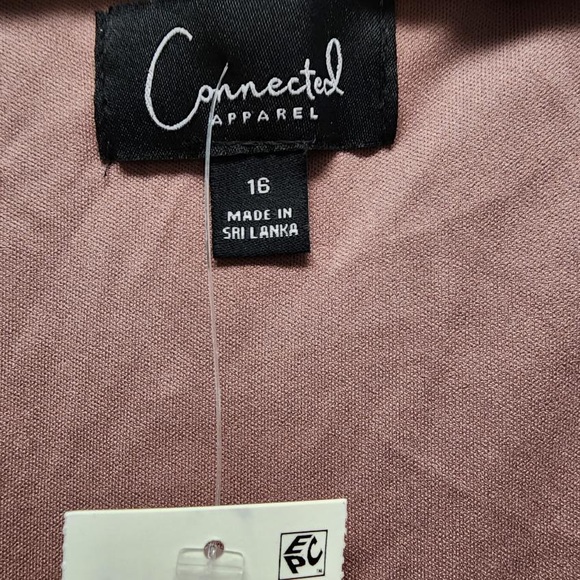 Connected
APPAREL
16
MADE IN
SRI LANKA
EPC